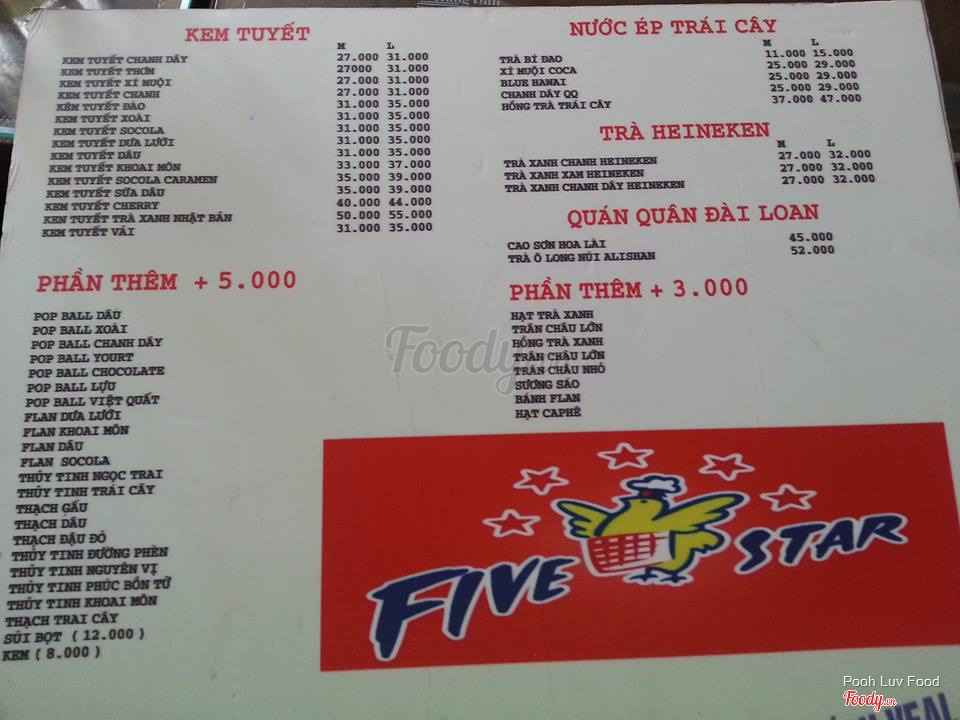 KEM TUYẾT
M L
KEM TUYẾT CHANH DÂY 27.000 31.000
KEM TUYẾT THƠM 27000 31.000
KEM TUYẾT XÍ MUỘI 27.000 31.000
KEM TUYẾT CHANH 27.000 31.000
KÊM TUYẾT ĐÀO 31.000 35.000
KEM TUYẾT XOÀI 31.000 35.000
KEM TUYẾT SOCOLA 31.000 35.000
KEM TUYẾT DƯA LƯỚI 31.000 35.000
KEM TUYẾT DÂU 31.000 35.000
KEM TUYẾT KHOAI MÔN 33.000 37.000
KEM TUYẾT SOCOLA CARAMEN 35.000 39.000
KEM TUYẾT SỮA DÂU 35.000 39.000
KEM TUYẾT CHERRY 40.000 44.000
KEN TUYẾT TRÀ XANH NHẬT BẢN 50.000 55.000
KEM TUYẾT VẢI 31.000 35.000
PHẦN THÊM + 5.000
POP BALL DÂU
POP BALL XOÀI
POP BALL CHANH DÂY
POP BALL YOURT
POP BALL CHOCOLATE
POP BALL LỰU
POP BALL VIỆT QUẤT
FLAN DƯA LƯỚI
FLAN KHOAI MÔN
FLAN DÂU
FLAN SOCOLA
THỦY TINH NGỌC TRAI
THỦY TINH TRÁI CÂY
THẠCH GẤU
THẠCH DÂU
THẠCH ĐẬU ĐỎ
THỦY TINH ĐƯỜNG PHÈN
THỦY TINH NGUYÊN VỊ
THỦY TINH PHÚC BỒN TỬ
THỦY TINH KHOAI MÔN
THẠCH TRAI CÂY
SỦI BỌT ( 12.000 )
KEM ( 8.000 )
NƯỚC ÉP TRÁI CÂY
M L
TRÀ BÍ ĐAO 11.000 15.000
XÍ MUỘI COCA 25.000 29.000
BLUE HAWAI 25.000 29.000
CHANH DÂY QQ 25.000 29.000
HỒNG TRÀ TRÁI CÂY 37.000 47.000
TRÀ HEINEKEN
M L
TRÀ XANH CHANH HEINEKEN 27.000 32.000
TRÀ XANH XAM HEINEKEN 27.000 32.000
TRÀ XANH CHANH DÂY HEINEKEN 27.000 32.000
QUÁN QUÂN ĐÀI LOAN
CAO SƠN HOA LÀI 45.000
TRÀ Ô LONG NÚI ALISHAN 52.000
PHẦN THÊM + 3.000
HẠT TRÀ XANH
TRÂN CHÂU LỚN
HỒNG TRÀ XANH
TRÂN CHÂU LỚN
TRÂN CHÂU NHỎ
SƯƠNG SÁO
BÁNH FLAN
HẠT CAPHÊ
FIVE STAR
Foody
Pooh Luv Food
Foody.vn